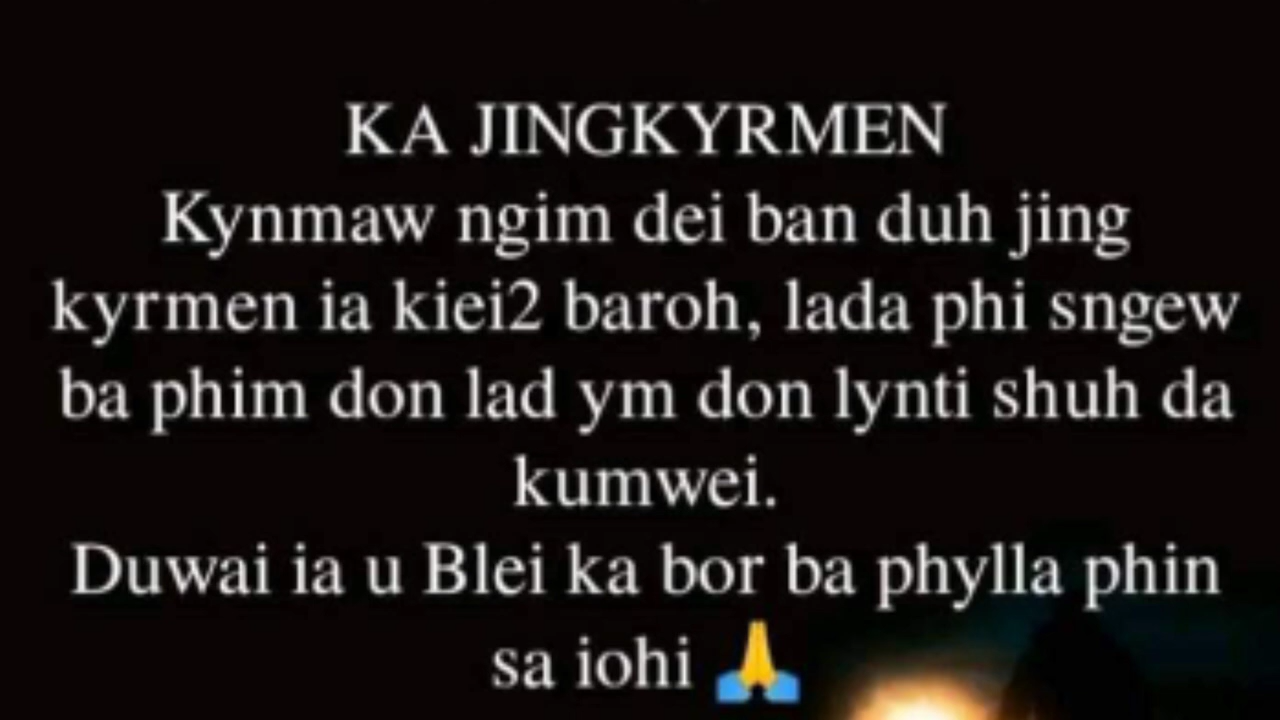 KA JINGKYRMEN
Kynmaw ngim dei ban duh jing
kyrmen ia kiei2 baroh, lada phi sngew
ba phim don lad ym don lynti shuh da
kumwei.
Duwai ia u Blei ka bor ba phylla phin
sa iohi 🙏